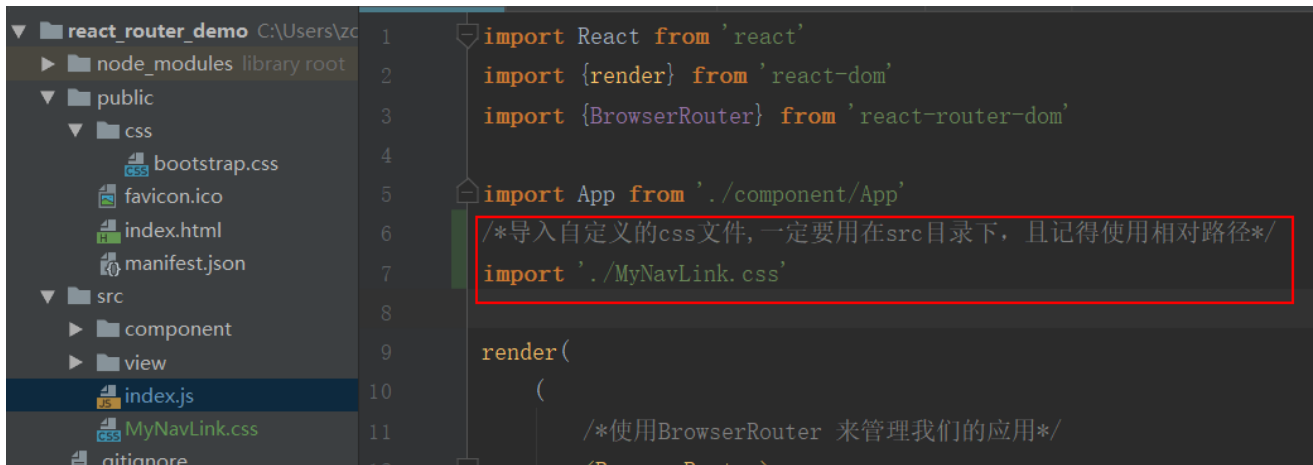 react_router_demo C:\Users\zc
node_modules library root
public
css
bootstrap.css
favicon.ico
index.html
manifest.json
src
component
view
index.js
MyNavLink.css
.gitignore
1 import React from 'react'
2 import {render} from 'react-dom'
3 import {BrowserRouter} from 'react-router-dom'
4
5 import App from './component/App'
6 /*导入自定义的css文件,一定要用在src目录下，且记得使用相对路径*/
7 import './MyNavLink.css'
8
9 render(
10 (
11 /*使用BrowserRouter 来管理我们的应用*/